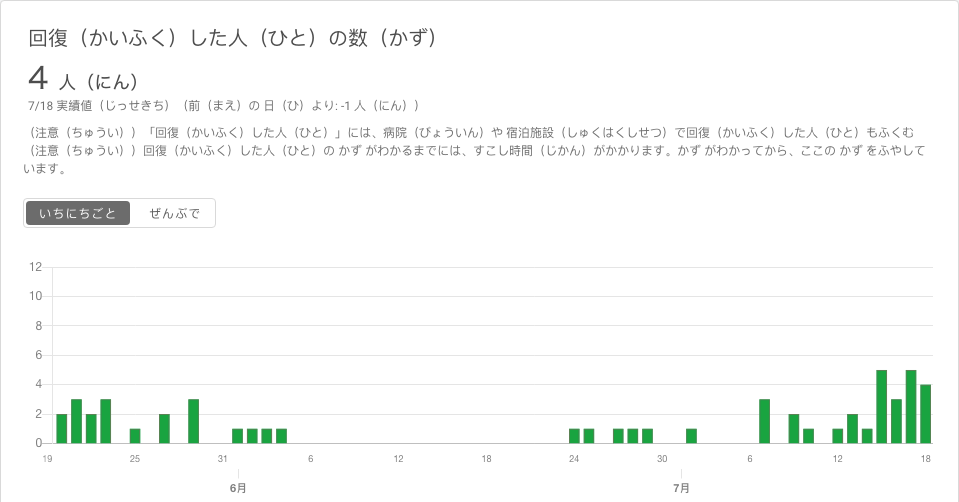 回復（かいふく）した人（ひと）の数（かず）
4 人（にん）
7/18 実績値（じっせきち）（前（まえ）の 日（ひ）より: -1 人（にん））
（注意（ちゅうい））「回復（かいふく）した人（ひと）」には、病院（びょういん）や 宿泊施設（しゅくはくしせつ）で回復（かいふく）した人（ひと）もふくむ
（注意（ちゅうい））回復（かいふく）した人（ひと）の かず がわかるまでには、すこし時間（じかん）がかかります。かず がわかってから、ここの かず をふやして
います。
いちにちごと ぜんぶで
12
10
8
6
4
2
0
19 25 31 6 12 18 24 30 6 12 18
6月 7月